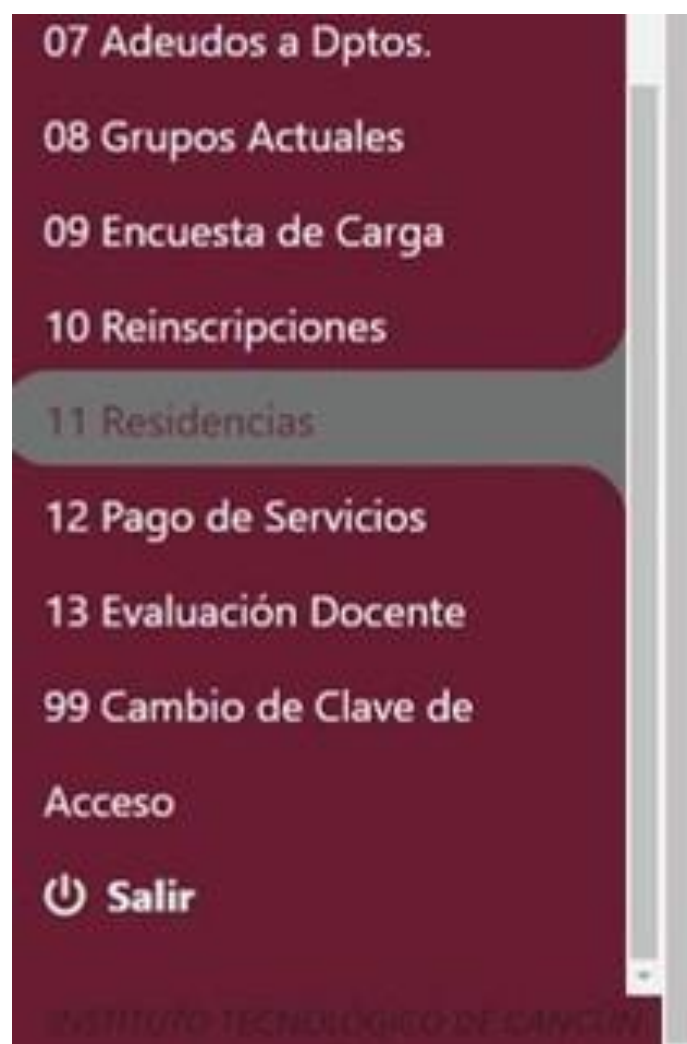 07 Adeudos a Dptos.
08 Grupos Actuales
09 Encuesta de Carga
10 Reinscripciones
11 Residencias
12 Pago de Servicios
13 Evaluación Docente
99 Cambio de Clave de
Acceso
Salir
INSTITUTO TECNOLÓGICO DE CANCÚN